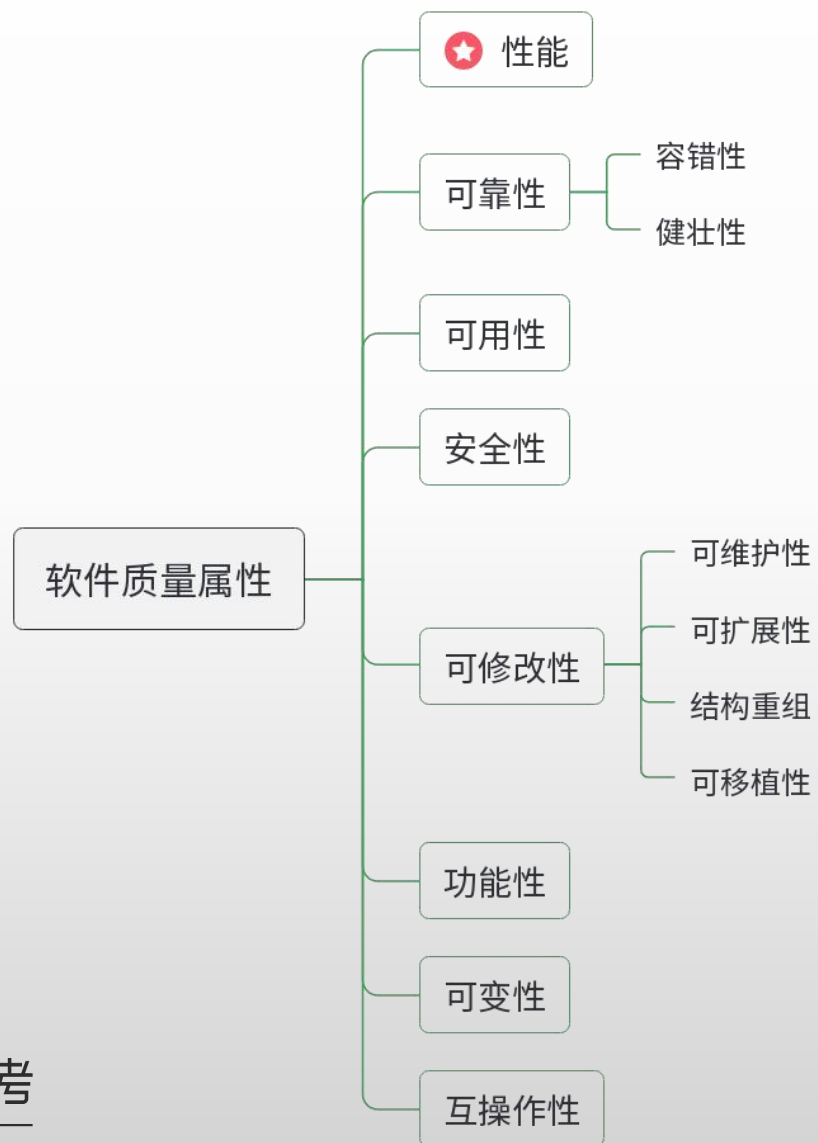 性能
可靠性
容错性
健壮性
可用性
安全性
软件质量属性
可修改性
可维护性
可扩展性
结构重组
可移植性
功能性
可变性
互操作性
考